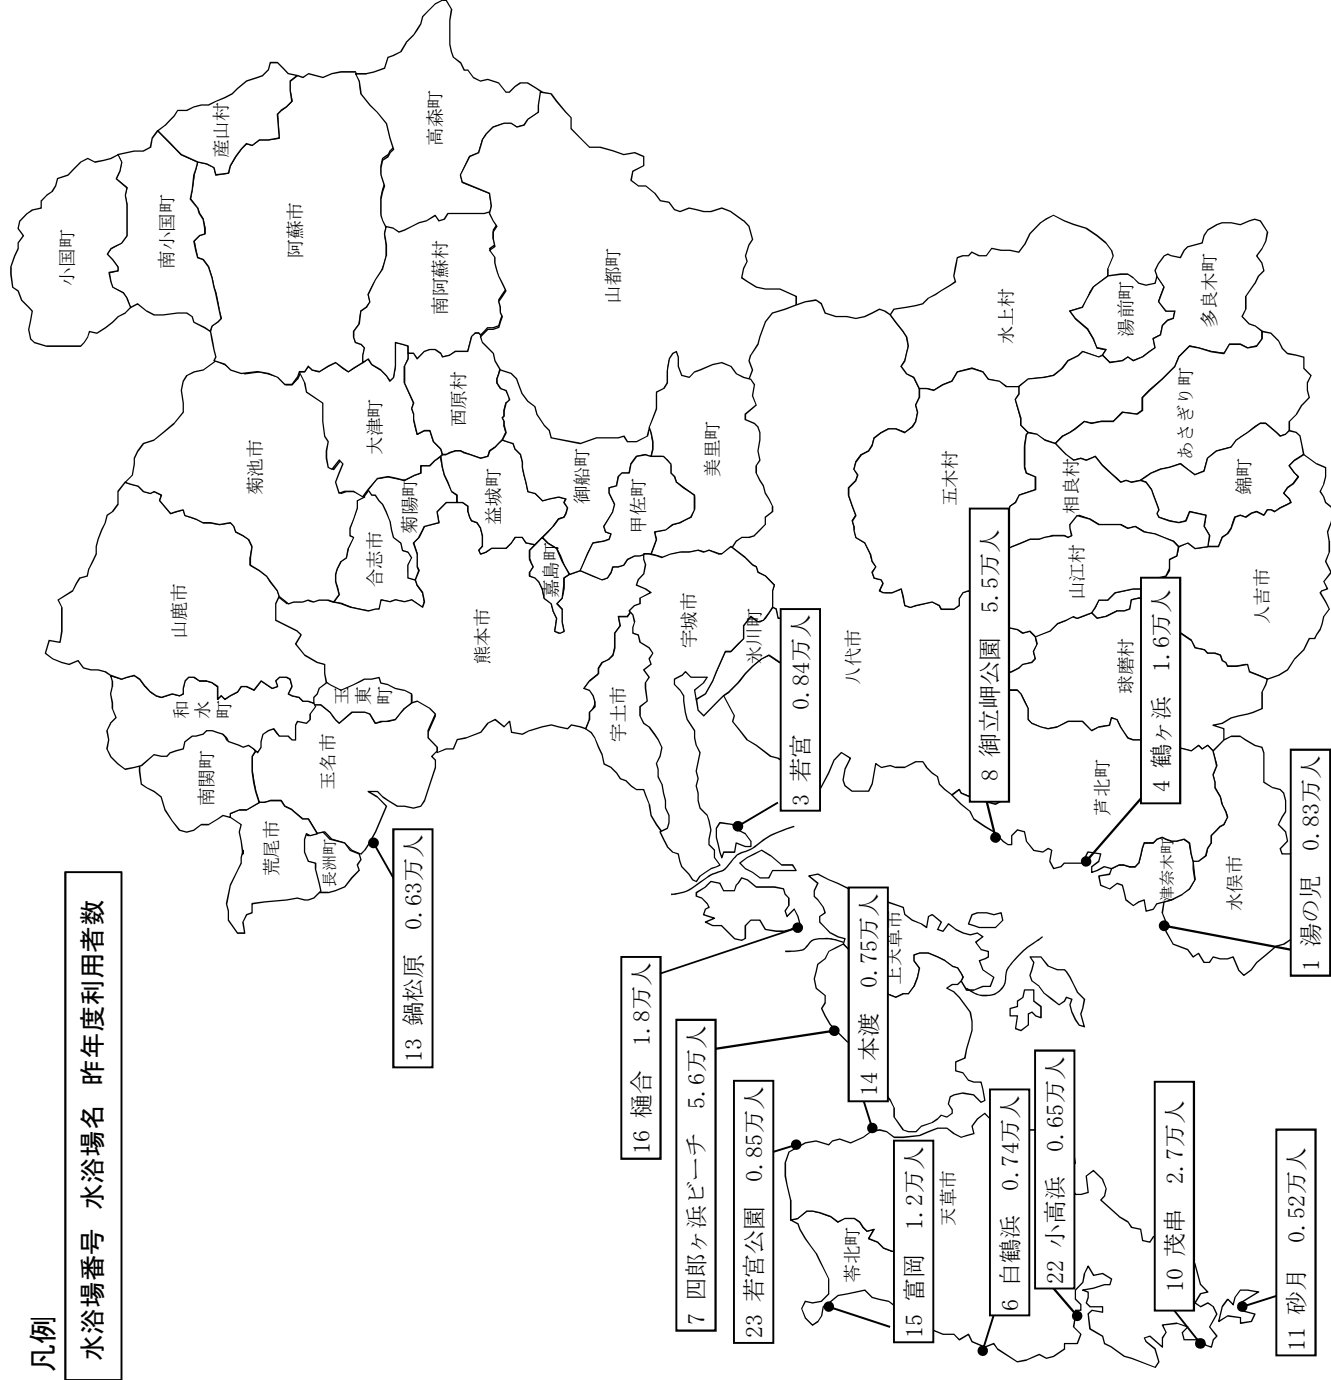 凡例
水浴場番号 水浴場名 昨年度利用者数
小国町
南小国町
産山村
阿蘇市
高森町
南阿蘇村
山都町
菊池市
大津町
西原村
山鹿市
合志市
菊陽町
益城町
御船町
甲佐町
美里町
嘉島町
熊本市
和水町
玉東町
南関町
玉名市
荒尾市
長洲町
宇土市
宇城市
氷川町
八代市
水上村
湯前町
多良木町
あさぎり町
五木村
相良村
錦町
山江村
人吉市
球磨村
芦北町
津奈木町
水俣市
上天草市
天草市
苓北町
13 鍋松原 0.63万人
3 若宮 0.84万人
8 御立岬公園 5.5万人
4 鶴ヶ浜 1.6万人
1 湯の児 0.83万人
16 樋合 1.8万人
7 四郎ヶ浜ビーチ 5.6万人
23 若宮公園 0.85万人
14 本渡 0.75万人
15 富岡 1.2万人
6 白鶴浜 0.74万人
22 小高浜 0.65万人
10 茂串 2.7万人
11 砂月 0.52万人